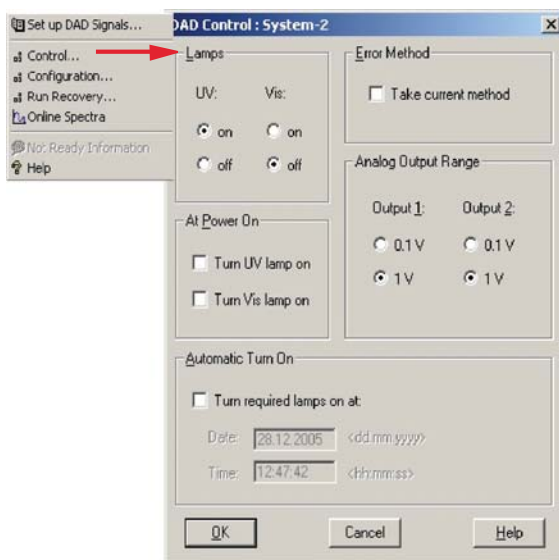 Set up DAD Signals...
Control...
Configuration...
Run Recovery...
Online Spectra
Not Ready Information
Help
DAD Control : System-2
Lamps
UV: Vis:
on on
off off
At Power On
Turn UV lamp on
Turn Vis lamp on
Error Method
Take current method
Analog Output Range
Output 1: Output 2:
0.1 V 0.1 V
1 V 1 V
Automatic Turn On
Turn required lamps on at:
Date: 28.12.2005 <dd.mm.yyyy>
Time: 12:47:42 <hh:mm:ss>
OK Cancel Help